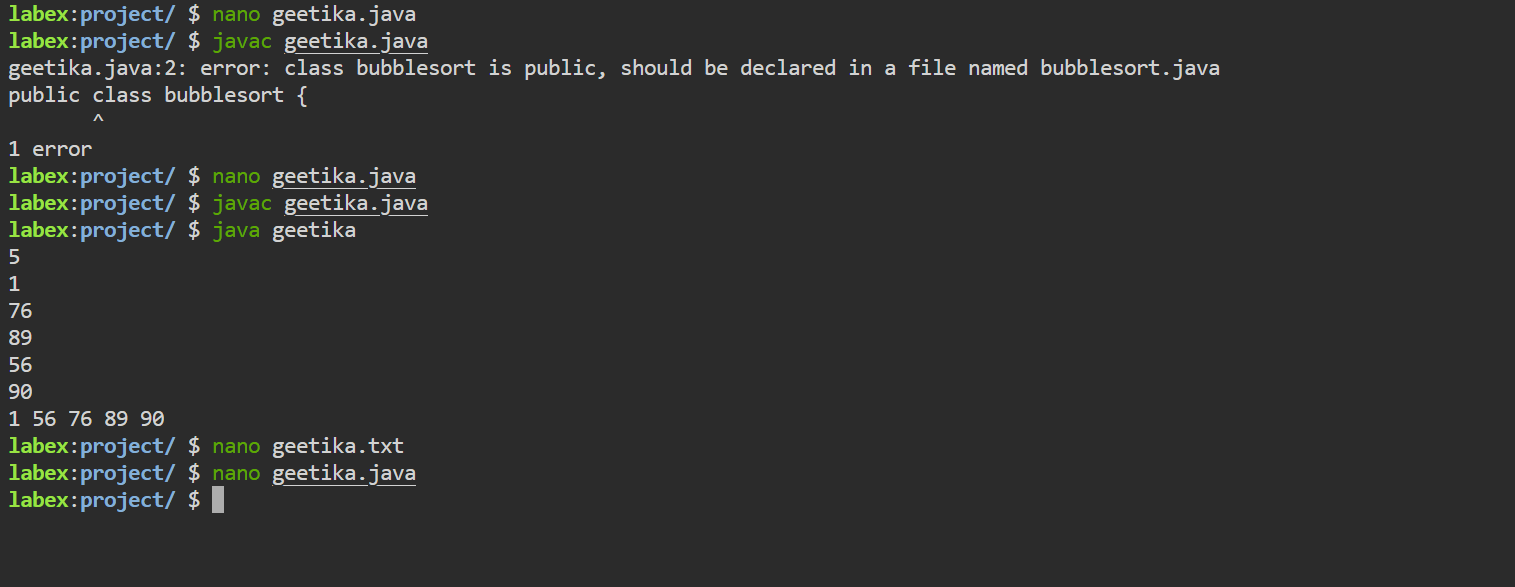 labex:project/ $ nano geetika.java
labex:project/ $ javac geetika.java
geetika.java:2: error: class bubblesort is public, should be declared in a file named bubblesort.java
public class bubblesort {
       ^
1 error
labex:project/ $ nano geetika.java
labex:project/ $ javac geetika.java
labex:project/ $ java geetika
5
1
76
89
56
90
1 56 76 89 90
labex:project/ $ nano geetika.txt
labex:project/ $ nano geetika.java
labex:project/ $